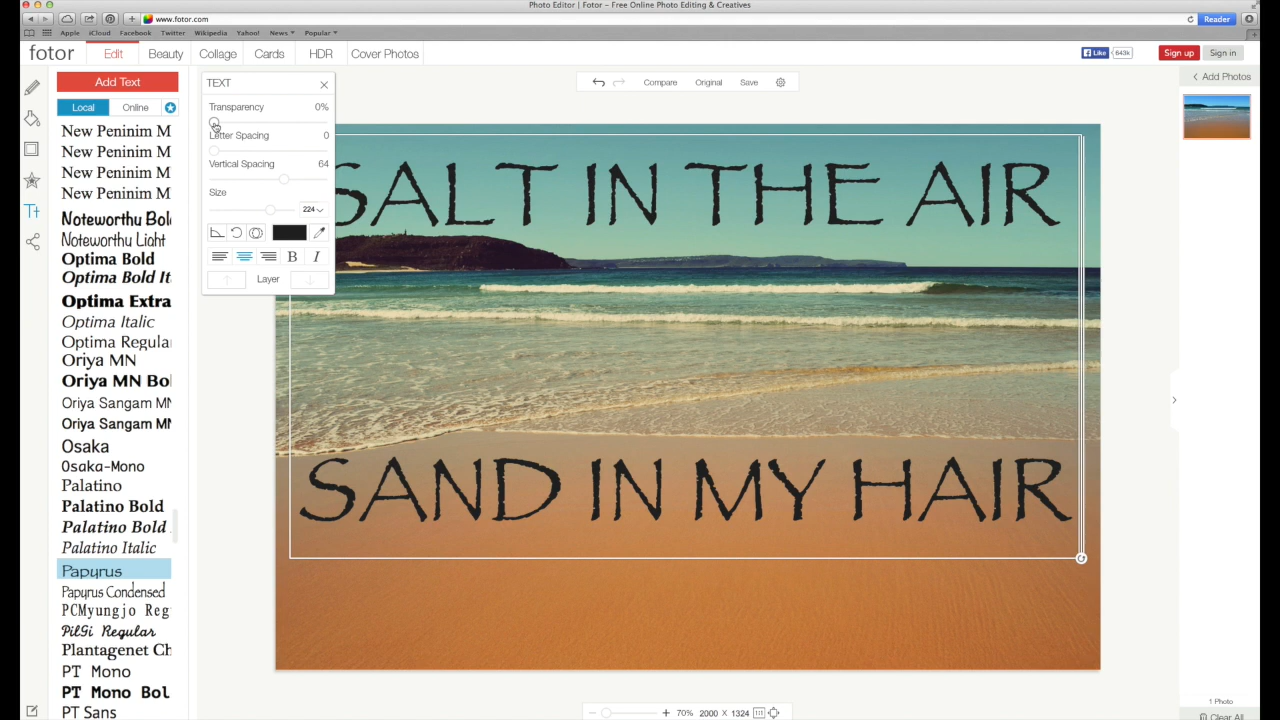 Photo Editor | Fotor – Free Online Photo Editing & Creatives
www.fotor.com
Reader
Apple iCloud Facebook Twitter Wikipedia Yahoo! News Popular
fotor Edit Beauty Collage Cards HDR Cover Photos
Like 643k Sign up Sign in
Add Text
Local Online
New Peninim M
New Peninim M
New Peninim M
New Peninim M
Noteworthy Bold
Noteworthy Light
Optima Bold
Optima Bold It
Optima Extra
Optima Italic
Optima Regula
Oriya MN
Oriya MN Bo
Oriya Sangam MN
Oriya Sangam MN
Osaka
Osaka-Mono
Palatino
Palatino Bold
Palatino Bold
Palatino Italic
Papyrus
Papyrus Condensed
PCMyungjo Reg
PilGi Regular
Plantagenet Ch
PT Mono
PT Mono Bol
PT Sans
TEXT
Transparency 0%
Letter Spacing 0
Vertical Spacing 64
Size
224
B I
Layer
Compare Original Save
SALT IN THE AIR
SAND IN MY HAIR
70% 2000 × 1324
Add Photos
1 Photo
Clear All